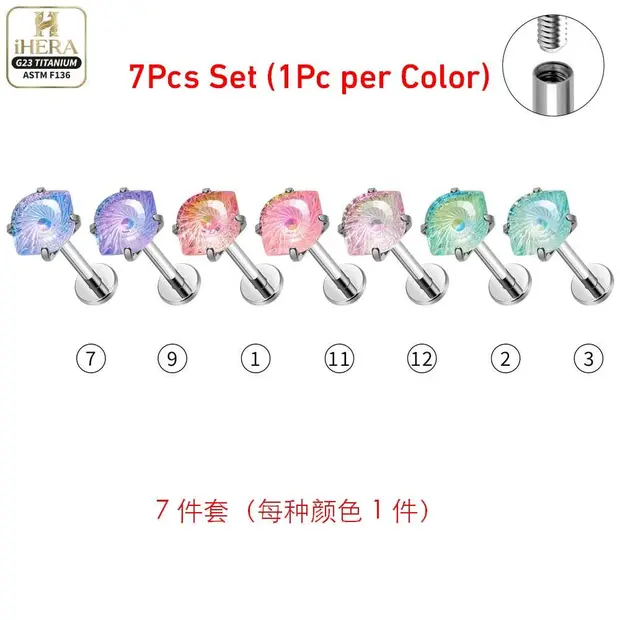 iHERA
G23 TITANIUM
ASTM F136
7Pcs Set (1Pc per Color)
7 9 1 11 12 2 3
7件套（每种颜色1件）